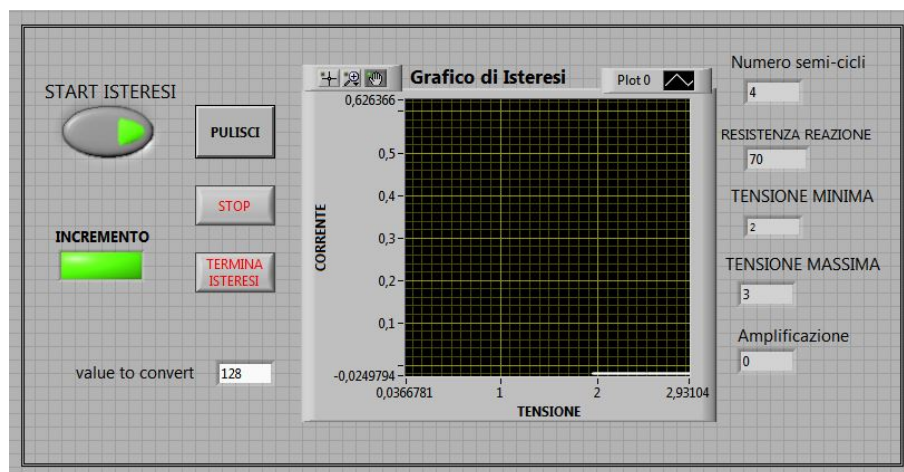 START ISTERESI
PULISCI
STOP
INCREMENTO
TERMINA
ISTERESI
value to convert 128
Grafico di Isteresi
Plot 0
CORRENTE
0,626366
0,5
0,4
0,3
0,2
0,1
-0,0249794
0,0366781 1 2 2,93104
TENSIONE
Numero semi-cicli
4
RESISTENZA REAZIONE
70
TENSIONE MINIMA
2
TENSIONE MASSIMA
3
Amplificazione
0